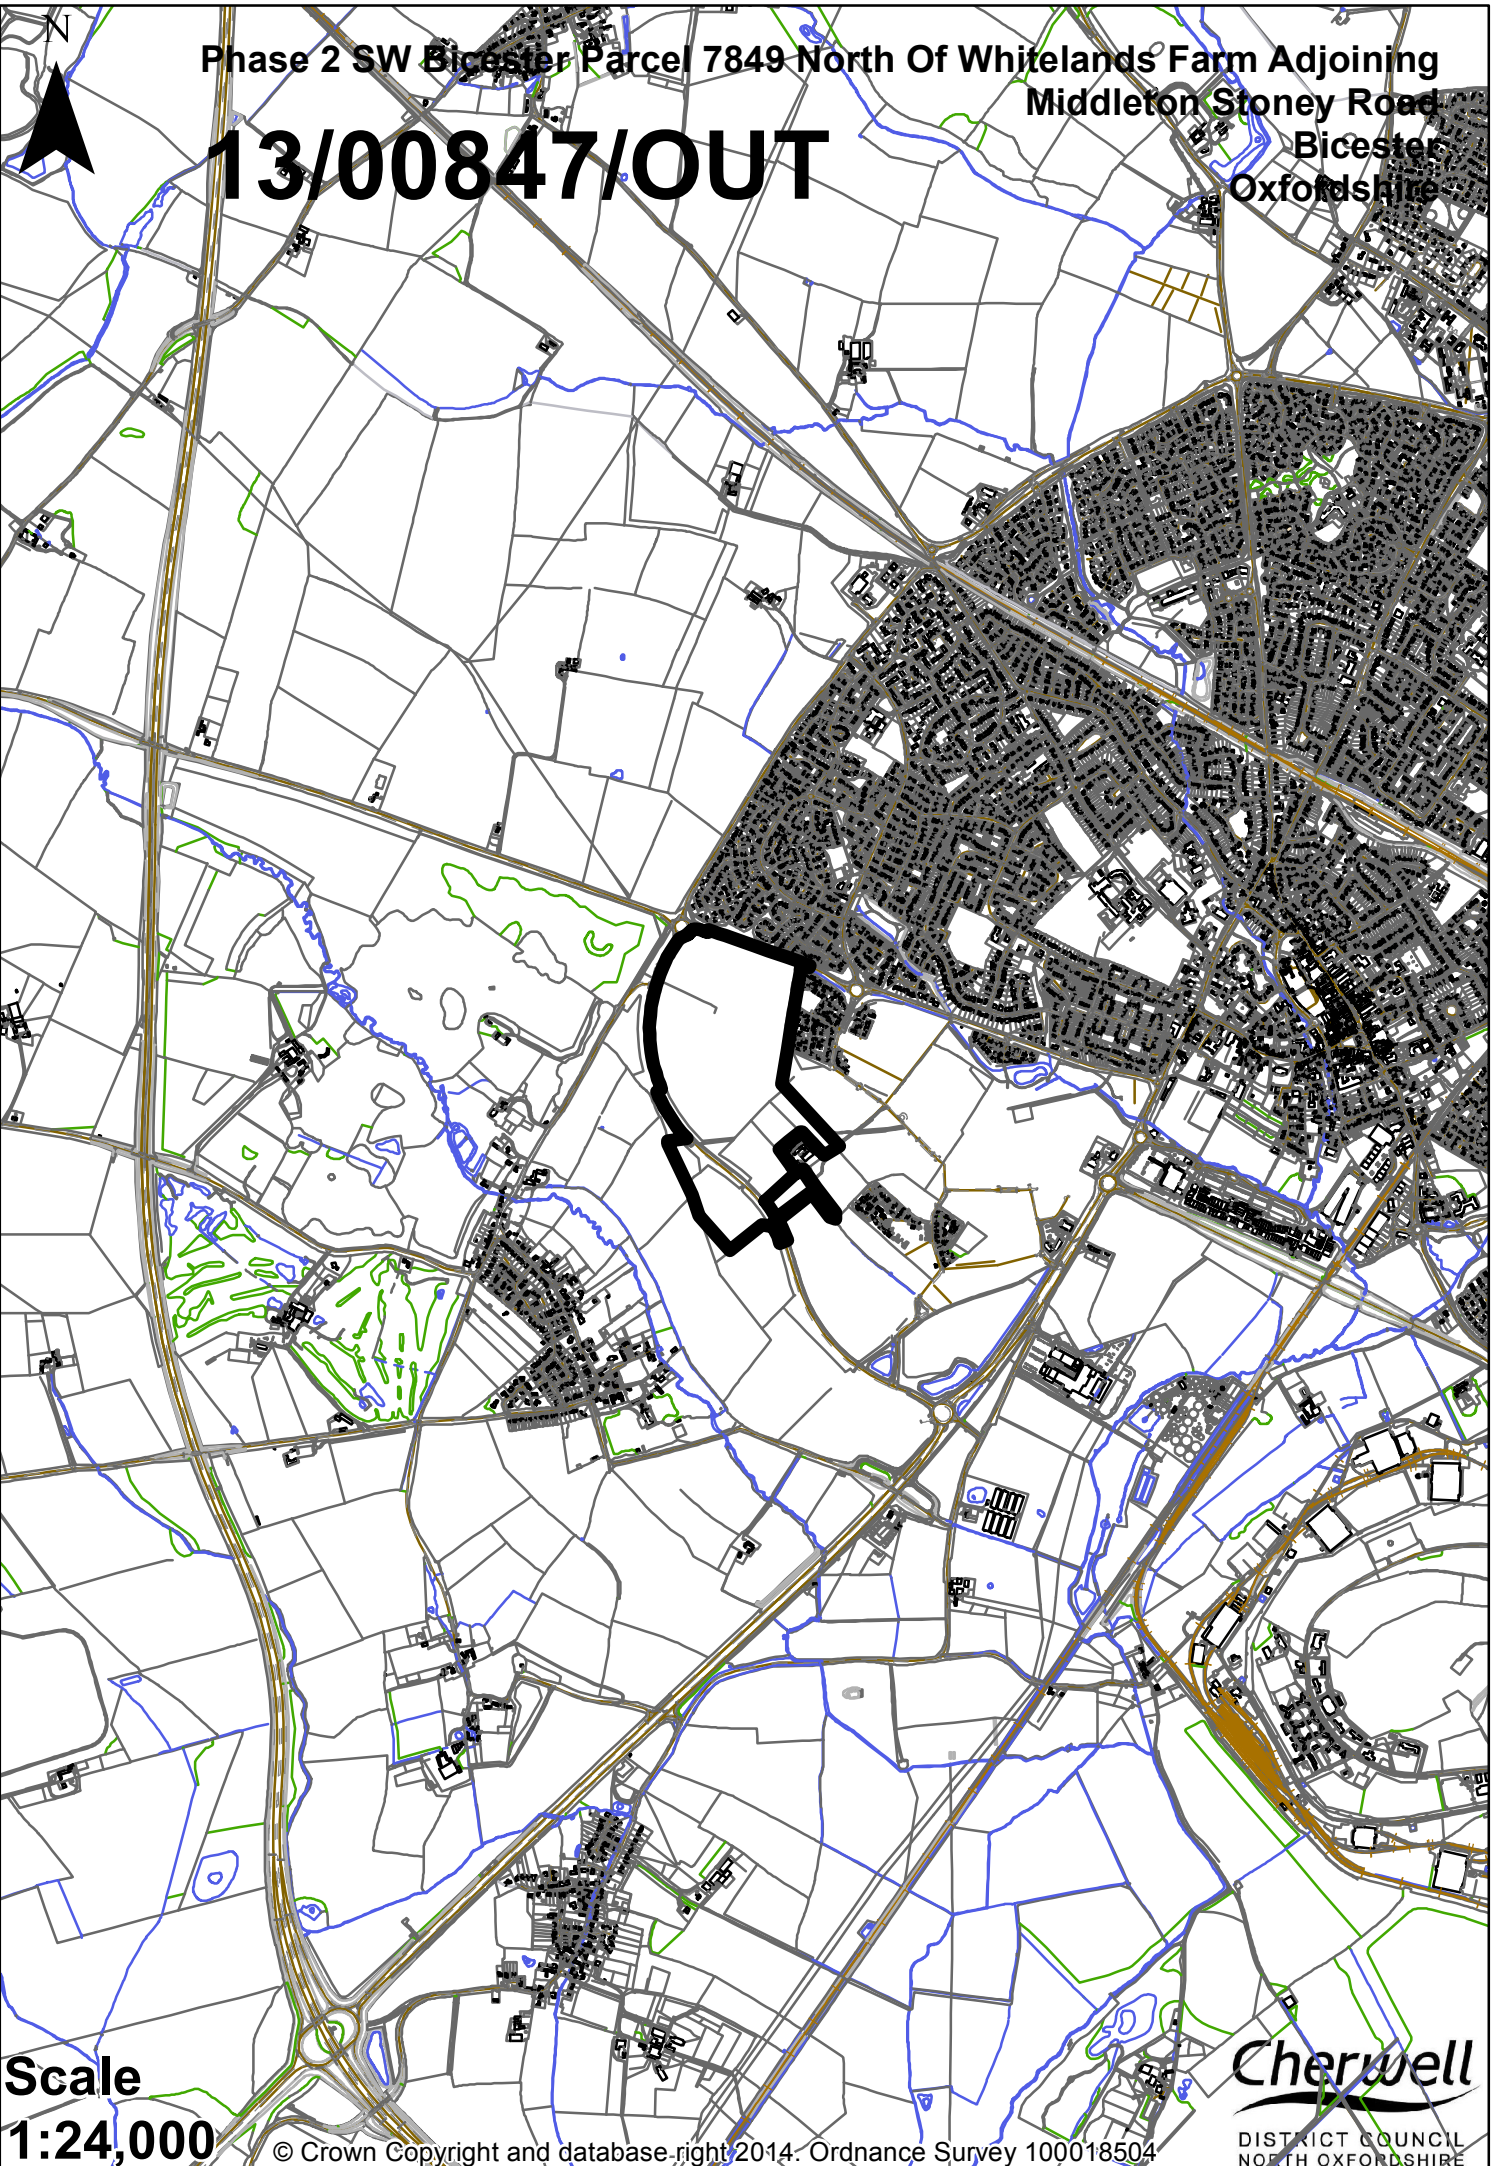 N
Phase 2 SW Bicester Parcel 7849 North Of Whitelands Farm Adjoining
Middleton Stoney Road
Bicester
Oxfordshire
13/00847/OUT
Scale
1:24,000
© Crown Copyright and database right 2014. Ordnance Survey 100018504
Cherwell
DISTRICT COUNCIL
NORTH OXFORDSHIRE